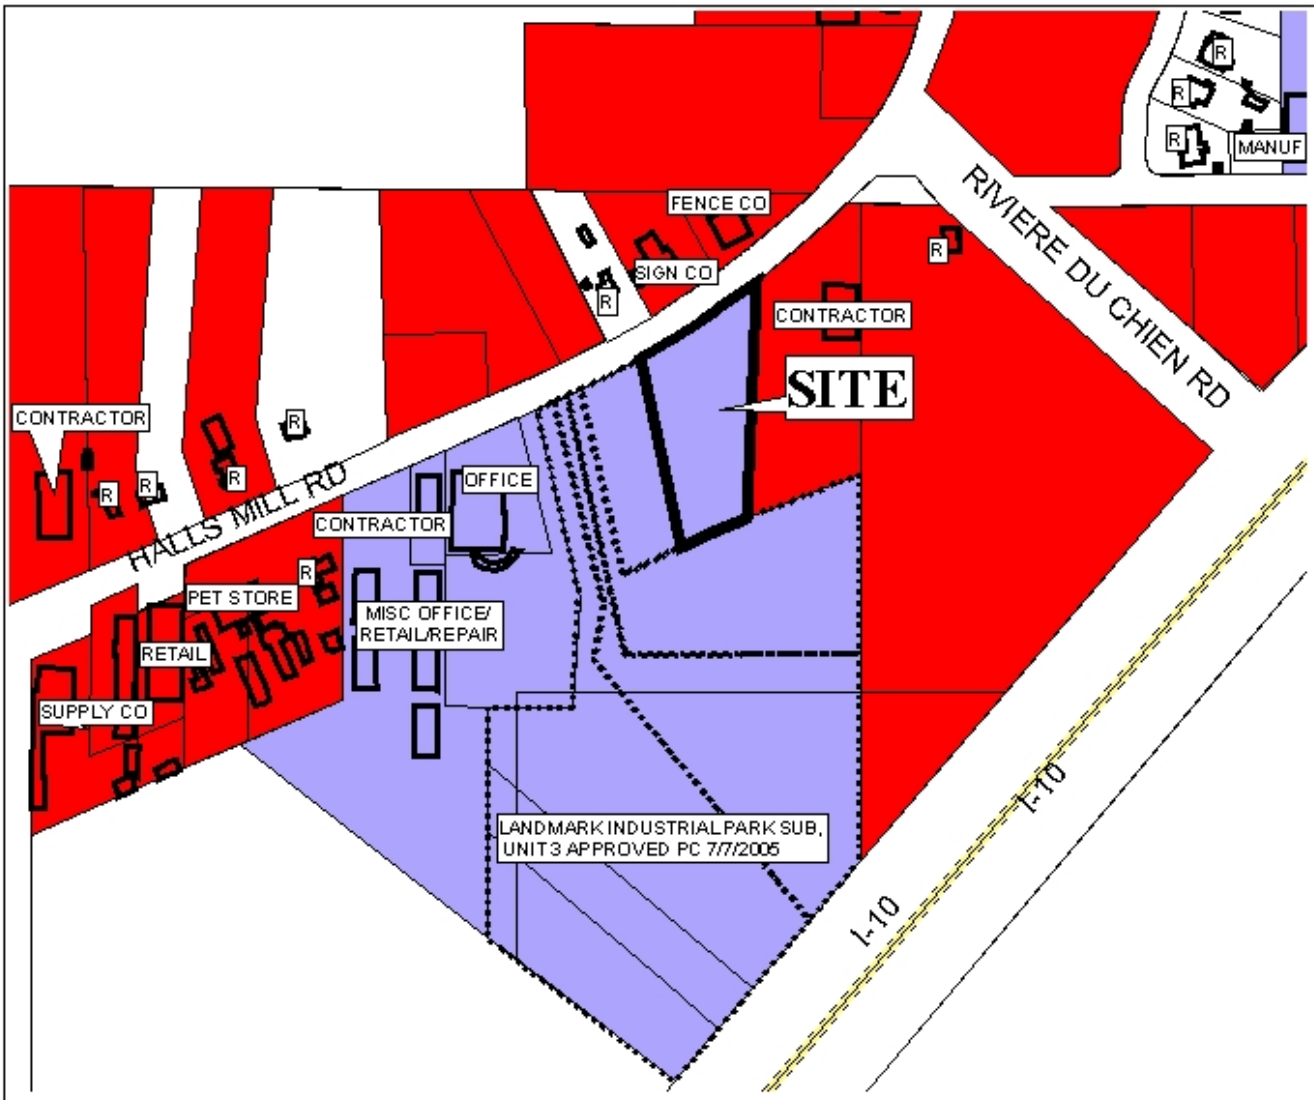 R
R
R
MANUF
RIVIERE DU CHIEN RD
FENCE CO
R
SIGN CO
R
CONTRACTOR
SITE
CONTRACTOR
R
R
R
R
HALLS MILL RD
OFFICE
CONTRACTOR
R
PET STORE
MISC OFFICE/
RETAIL/REPAIR
RETAIL
SUPPLY CO
LANDMARK INDUSTRIAL PARK SUB,
UNIT 3 APPROVED PC 7/7/2005
I-10
I-10